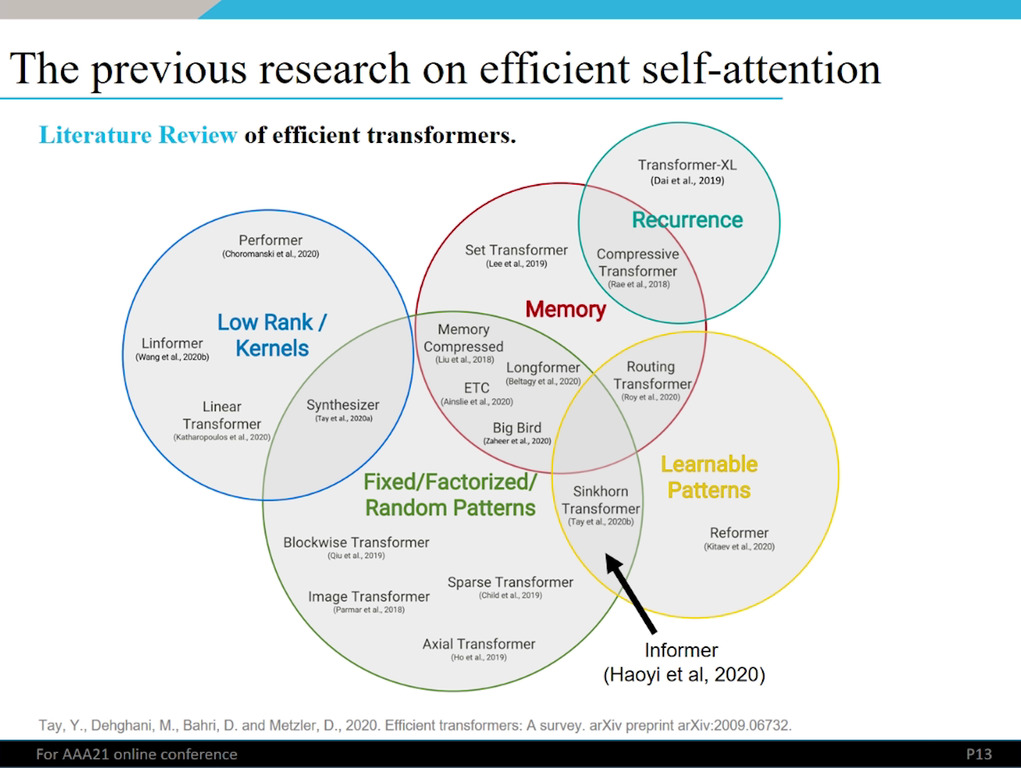 The previous research on efficient self-attention
Literature Review of efficient transformers.
Transformer-XL
(Dai et al., 2019)
Recurrence
Performer
(Choromanski et al., 2020)
Set Transformer
(Lee et al., 2019)
Compressive
Transformer
(Rae et al., 2018)
Memory
Low Rank /
Kernels
Linformer
(Wang et al., 2020b)
Memory
Compressed
(Liu et al., 2018)
Longformer
(Beltagy et al., 2020)
Routing
Transformer
(Roy et al., 2020)
ETC
(Ainslie et al., 2020)
Linear
Transformer
(Katharopoulos et al., 2020)
Synthesizer
(Tay et al., 2020a)
Big Bird
(Zaheer et al., 2020)
Learnable
Patterns
Fixed/Factorized/
Random Patterns
Sinkhorn
Transformer
(Tay et al., 2020b)
Reformer
(Kitaev et al., 2020)
Blockwise Transformer
(Qiu et al., 2019)
Sparse Transformer
(Child et al., 2019)
Image Transformer
(Parmar et al., 2018)
Axial Transformer
(Ho et al., 2019)
Informer
(Haoyi et al, 2020)
Tay, Y., Dehghani, M., Bahri, D. and Metzler, D., 2020. Efficient transformers: A survey. arXiv preprint arXiv:2009.06732.
For AAA21 online conference
P13